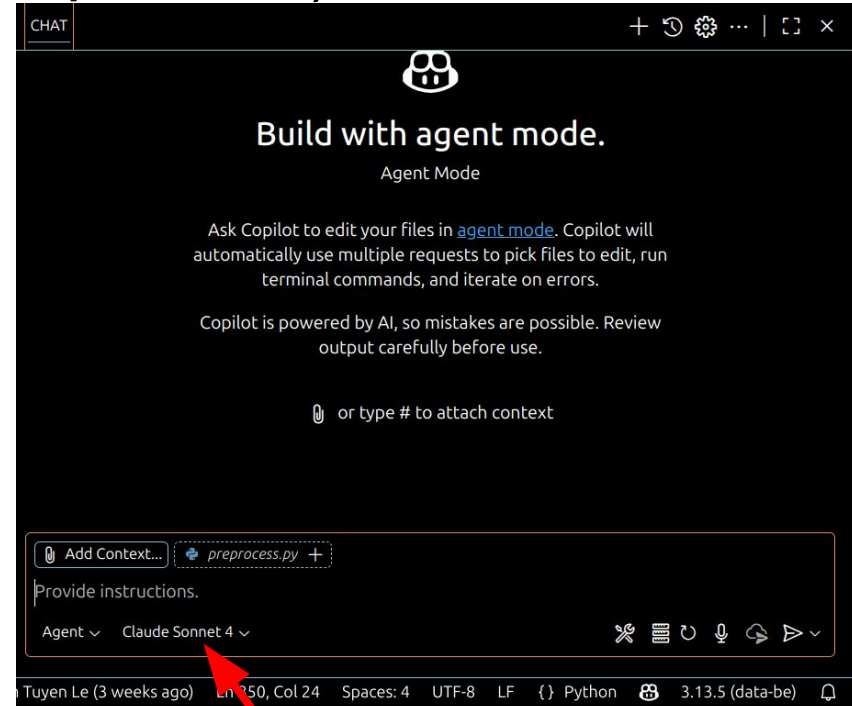 CHAT
Build with agent mode.
Agent Mode
Ask Copilot to edit your files in agent mode. Copilot will
automatically use multiple requests to pick files to edit, run
terminal commands, and iterate on errors.
Copilot is powered by AI, so mistakes are possible. Review
output carefully before use.
or type # to attach context
Add Context... preprocess.py
Provide instructions.
Agent Claude Sonnet 4
Tuyen Le (3 weeks ago) 350, Col 24 Spaces: 4 UTF-8 LF {} Python 3.13.5 (data-be)